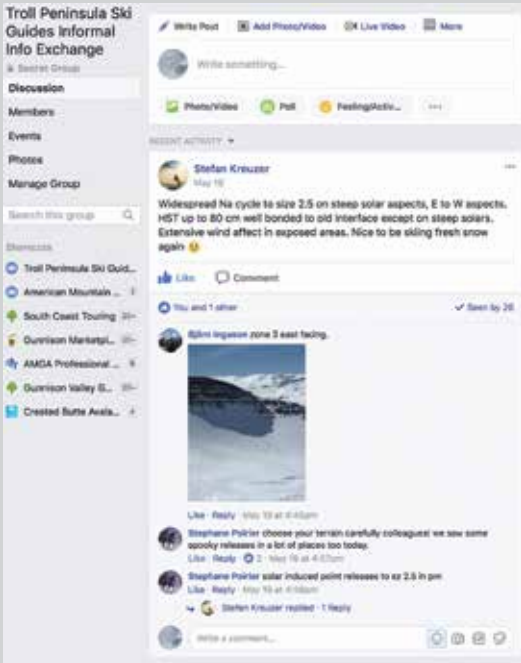 Troll Peninsula Ski
Guides Informal
Info Exchange
Secret Group
Discussion
Members
Events
Photos
Manage Group
Search this group
Shortcuts
Troll Peninsula Ski Guid...
American Mountain ...
South Coast Touring 20+
Gunnison Marketpl...
AMGA Professional ...
Gunnison Valley B...
Crested Butte Avala...
Write Post
Add Photo/Video
Live Video
More
Write something...
Photo/Video
Poll
Feeling/Activ...
RECENT ACTIVITY
Stefan Kreuzer
May 19
Widespread Na cycle to size 2.5 on steep solar aspects, E to W aspects.
HST up to 80 cm well bonded to old interface except on steep solars.
Extensive wind affect in exposed areas. Nice to be skiing fresh snow
again
Like
Comment
You and 1 other
Seen by 26
zone 3 east facing.
Like · Reply · May 19 at 4:45pm
Stephane Poirier choose your terrain carefully colleagues! we saw some
spooky releases in a lot of places too today.
Like · Reply · 2 · May 19 at 4:57pm
Stephane Poirier solar induced point releases to sz 2.5 in pm
Like · Reply · May 19 at 4:58pm
Stefan Kreuzer replied · 1 Reply
Write a comment...